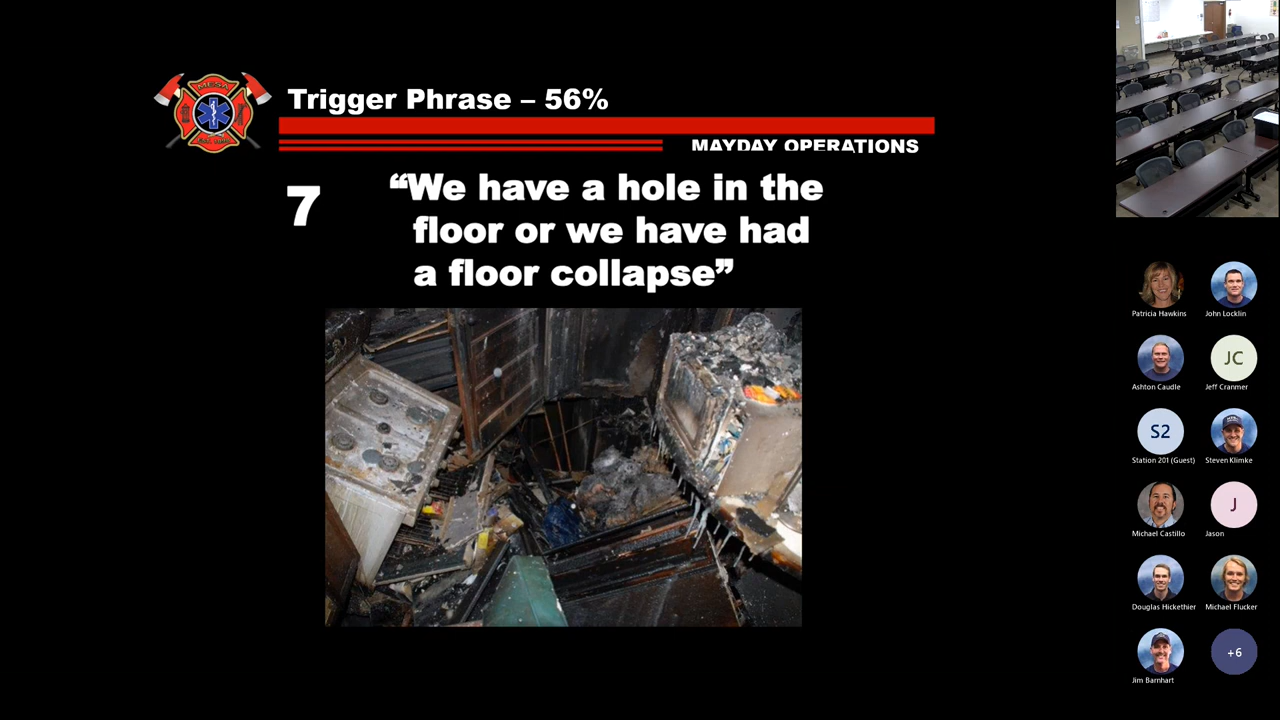 Trigger Phrase – 56%
MAYDAY OPERATIONS
7
“We have a hole in the
floor or we have had
a floor collapse”
Patricia Hawkins
John Locklin
Ashton Caudle
JC
Jeff Cranmer
S2
Station 201 (Guest)
Steven Klimke
Michael Castillo
J
Jason
Douglas Hickethier
Michael Flucker
Jim Barnhart
+6